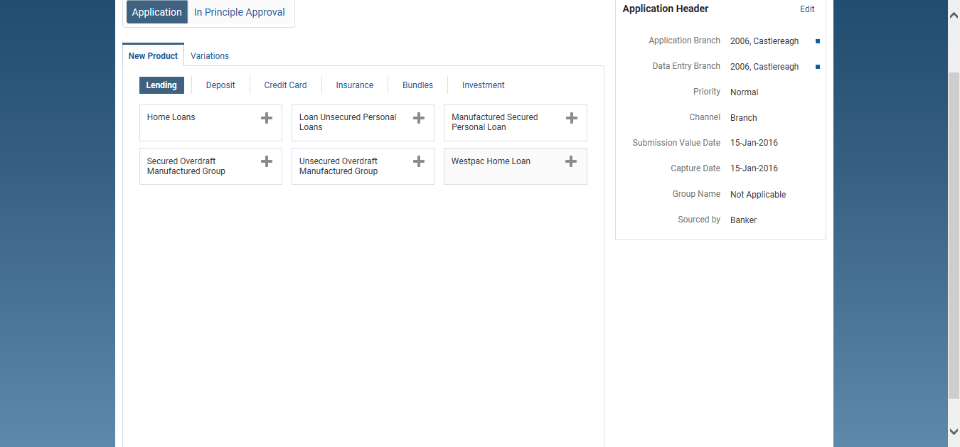 Application In Principle Approval
New Product Variations
Lending Deposit Credit Card Insurance Bundles Investment
Home Loans
Loan Unsecured Personal
Loans
Manufactured Secured
Personal Loan
Secured Overdraft
Manufactured Group
Unsecured Overdraft
Manufactured Group
Westpac Home Loan
Application Header Edit
Application Branch 2006, Castlereagh
Data Entry Branch 2006, Castlereagh
Priority Normal
Channel Branch
Submission Value Date 15-Jan-2016
Capture Date 15-Jan-2016
Group Name Not Applicable
Sourced by Banker